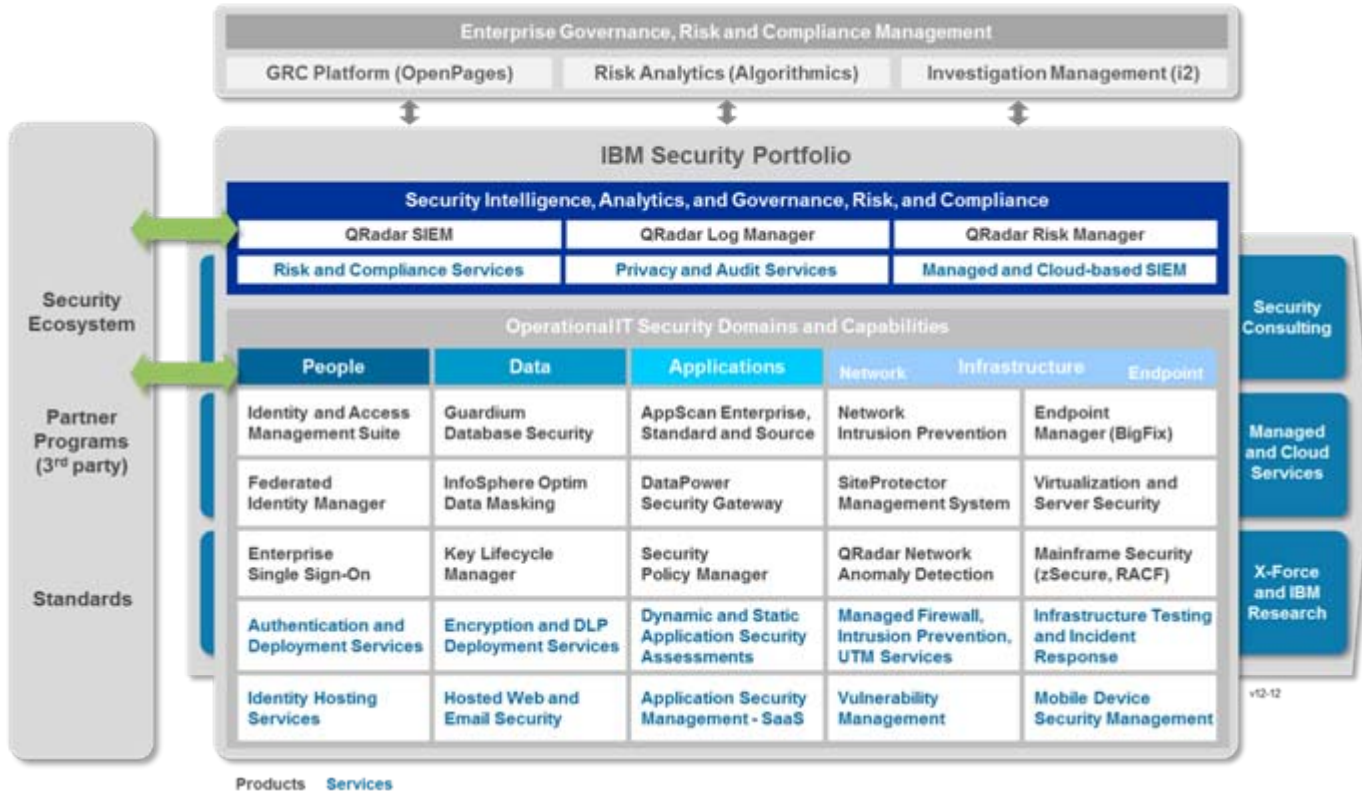 Enterprise Governance, Risk and Compliance Management
GRC Platform (OpenPages)
Risk Analytics (Algorithmics)
Investigation Management (i2)
IBM Security Portfolio
Security Intelligence, Analytics, and Governance, Risk, and Compliance
QRadar SIEM
QRadar Log Manager
QRadar Risk Manager
Risk and Compliance Services
Privacy and Audit Services
Managed and Cloud-based SIEM
Security
Ecosystem
Partner
Programs
(3rd party)
Standards
Operational IT Security Domains and Capabilities
People
Data
Applications
Network
Infrastructure
Endpoint
Identity and Access
Management Suite
Guardium
Database Security
AppScan Enterprise,
Standard and Source
Network
Intrusion Prevention
Endpoint
Manager (BigFix)
Federated
Identity Manager
InfoSphere Optim
Data Masking
DataPower
Security Gateway
SiteProtector
Management System
Virtualization and
Server Security
Enterprise
Single Sign-On
Key Lifecycle
Manager
Security
Policy Manager
QRadar Network
Anomaly Detection
Mainframe Security
(zSecure, RACF)
Authentication and
Deployment Services
Encryption and DLP
Deployment Services
Dynamic and Static
Application Security
Assessments
Managed Firewall,
Intrusion Prevention,
UTM Services
Infrastructure Testing
and Incident
Response
Identity Hosting
Services
Hosted Web and
Email Security
Application Security
Management - SaaS
Vulnerability
Management
Mobile Device
Security Management
Security
Consulting
Managed
and Cloud
Services
X-Force
and IBM
Research
v12-12
Products Services